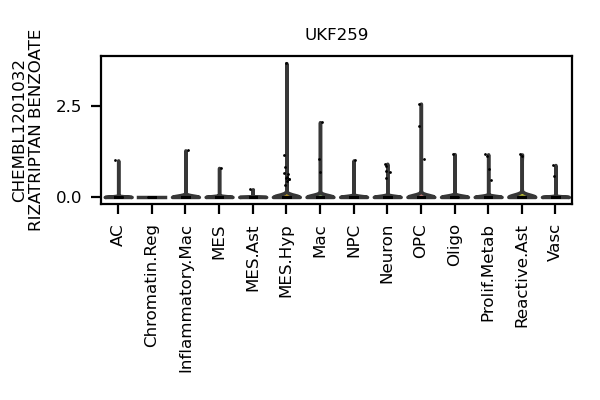 UKF259
CHEMBL1201032
RIZATRIPTAN BENZOATE
2.5
0.0
AC
Chromatin.Reg
Inflammatory.Mac
MES
MES.Ast
MES.Hyp
Mac
NPC
Neuron
OPC
Oligo
Prolif.Metab
Reactive.Ast
Vasc